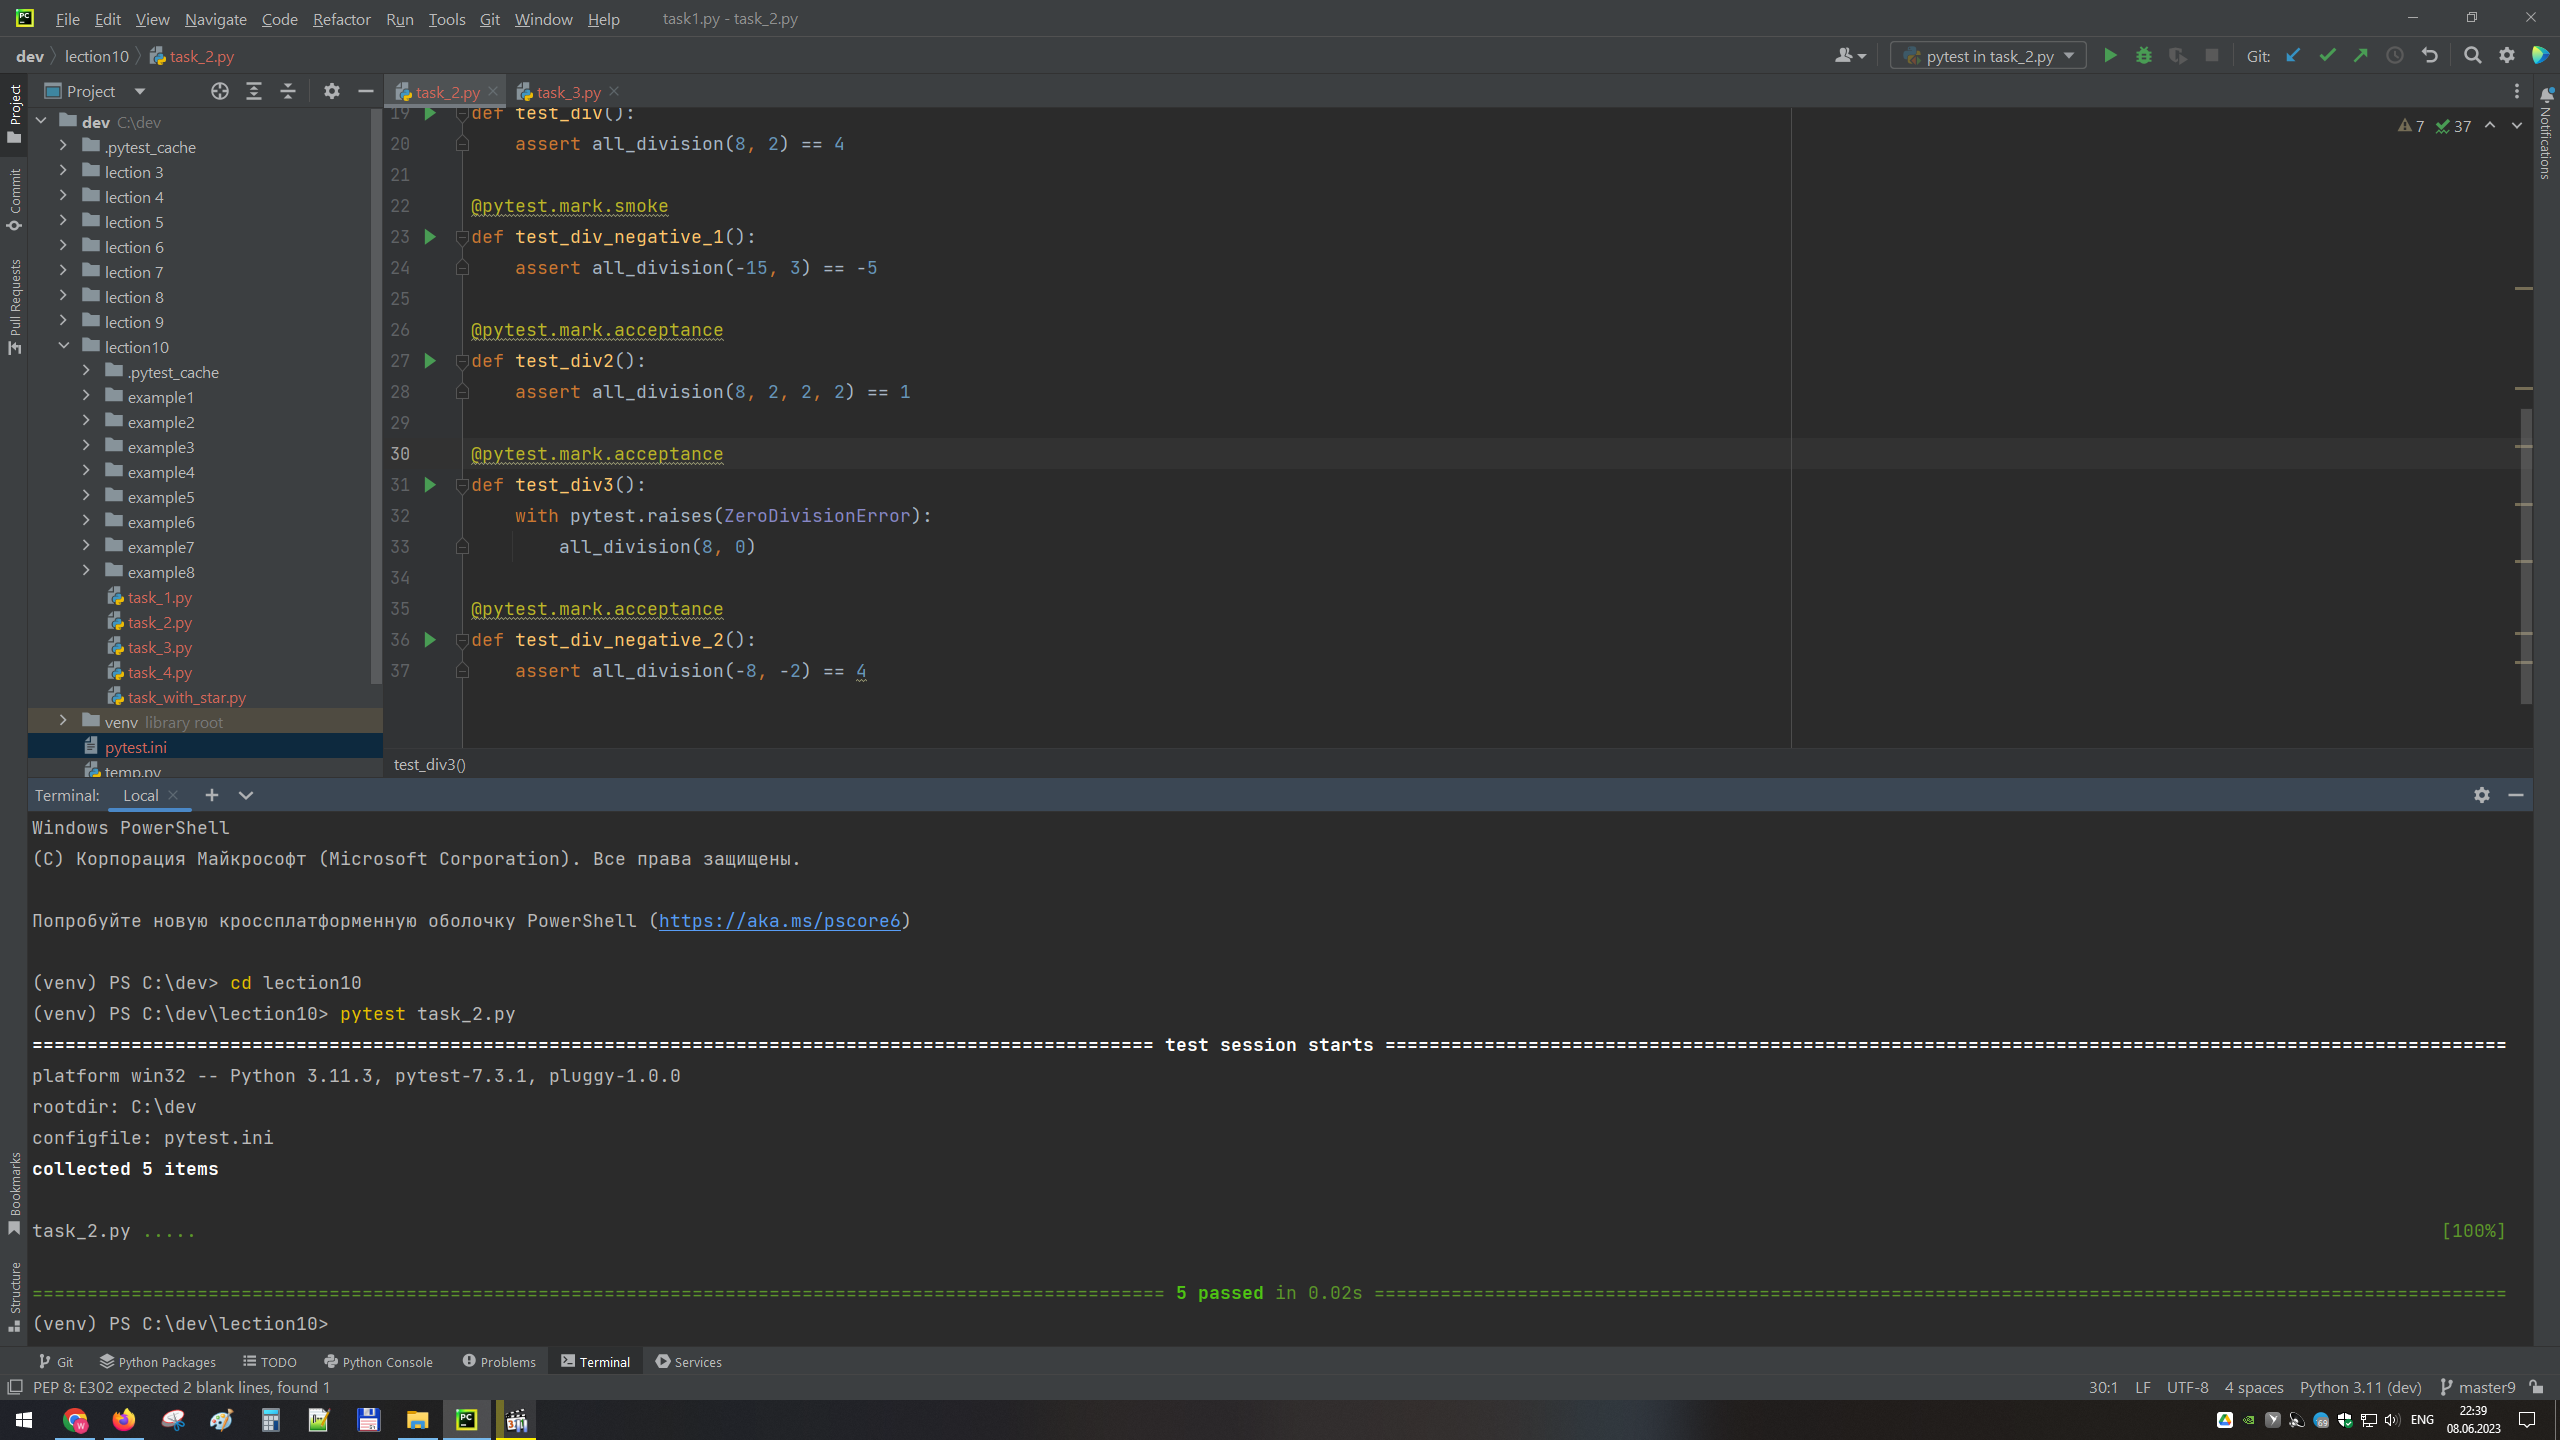 File Edit View Navigate Code Refactor Run Tools Git Window Help task1.py - task_2.py
dev lection10 task_2.py
pytest in task_2.py Git:
Project
task_2.py
task_3.py
Project
Commit
Pull Requests
Bookmarks
Structure
Notifications
dev C:\dev
.pytest_cache
lection 3
lection 4
lection 5
lection 6
lection 7
lection 8
lection 9
lection10
.pytest_cache
example1
example2
example3
example4
example5
example6
example7
example8
task_1.py
task_2.py
task_3.py
task_4.py
task_with_star.py
venv library root
pytest.ini
temp.py
7 37
19 def test_div():
20 assert all_division(8, 2) == 4
21
22 @pytest.mark.smoke
23 def test_div_negative_1():
24 assert all_division(-15, 3) == -5
25
26 @pytest.mark.acceptance
27 def test_div2():
28 assert all_division(8, 2, 2, 2) == 1
29
30 @pytest.mark.acceptance
31 def test_div3():
32 with pytest.raises(ZeroDivisionError):
33 all_division(8, 0)
34
35 @pytest.mark.acceptance
36 def test_div_negative_2():
37 assert all_division(-8, -2) == 4
test_div3()
Terminal: Local
Windows PowerShell
(C) Корпорация Майкрософт (Microsoft Corporation). Все права защищены.
Попробуйте новую кроссплатформенную оболочку PowerShell (https://aka.ms/pscore6)
(venv) PS C:\dev> cd lection10
(venv) PS C:\dev\lection10> pytest task_2.py
====== test session starts ======
platform win32 -- Python 3.11.3, pytest-7.3.1, pluggy-1.0.0
rootdir: C:\dev
configfile: pytest.ini
collected 5 items
task_2.py ..... [100%]
====== 5 passed in 0.02s ======
(venv) PS C:\dev\lection10>
Git Python Packages TODO Python Console Problems Terminal Services
PEP 8: E302 expected 2 blank lines, found 1 30:1 LF UTF-8 4 spaces Python 3.11 (dev) master9
ENG 22:39
08.06.2023